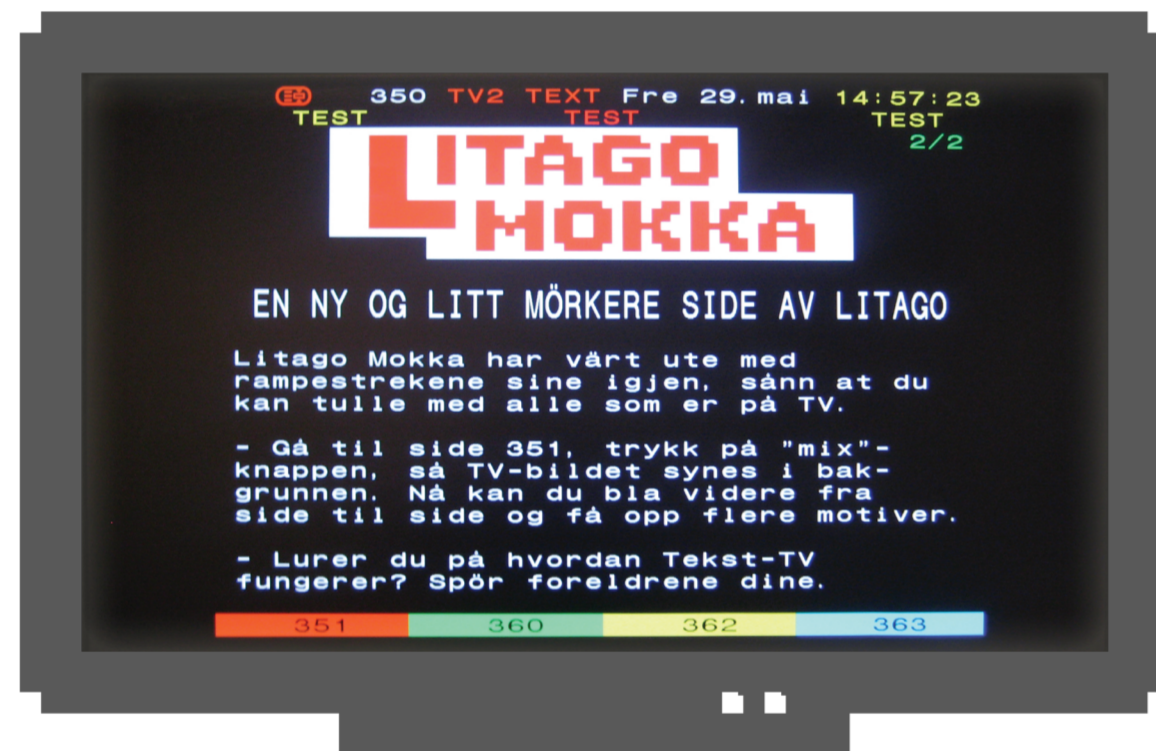 350 TV2 TEXT Fre 29. mai 14:57:23
TEST TEST TEST
2/2
LITAGO
MOKKA
EN NY OG LITT MÖRKERE SIDE AV LITAGO
Litago Mokka har värt ute med
rampestrekene sine igjen, sånn at du
kan tulle med alle som er på TV.
- Gå til side 351, trykk på "mix"-
knappen, så TV-bildet synes i bak-
grunnen. Nå kan du bla videre fra
side til side og få opp flere motiver.
- Lurer du på hvordan Tekst-TV
fungerer? Spör foreldrene dine.
351 360 362 363